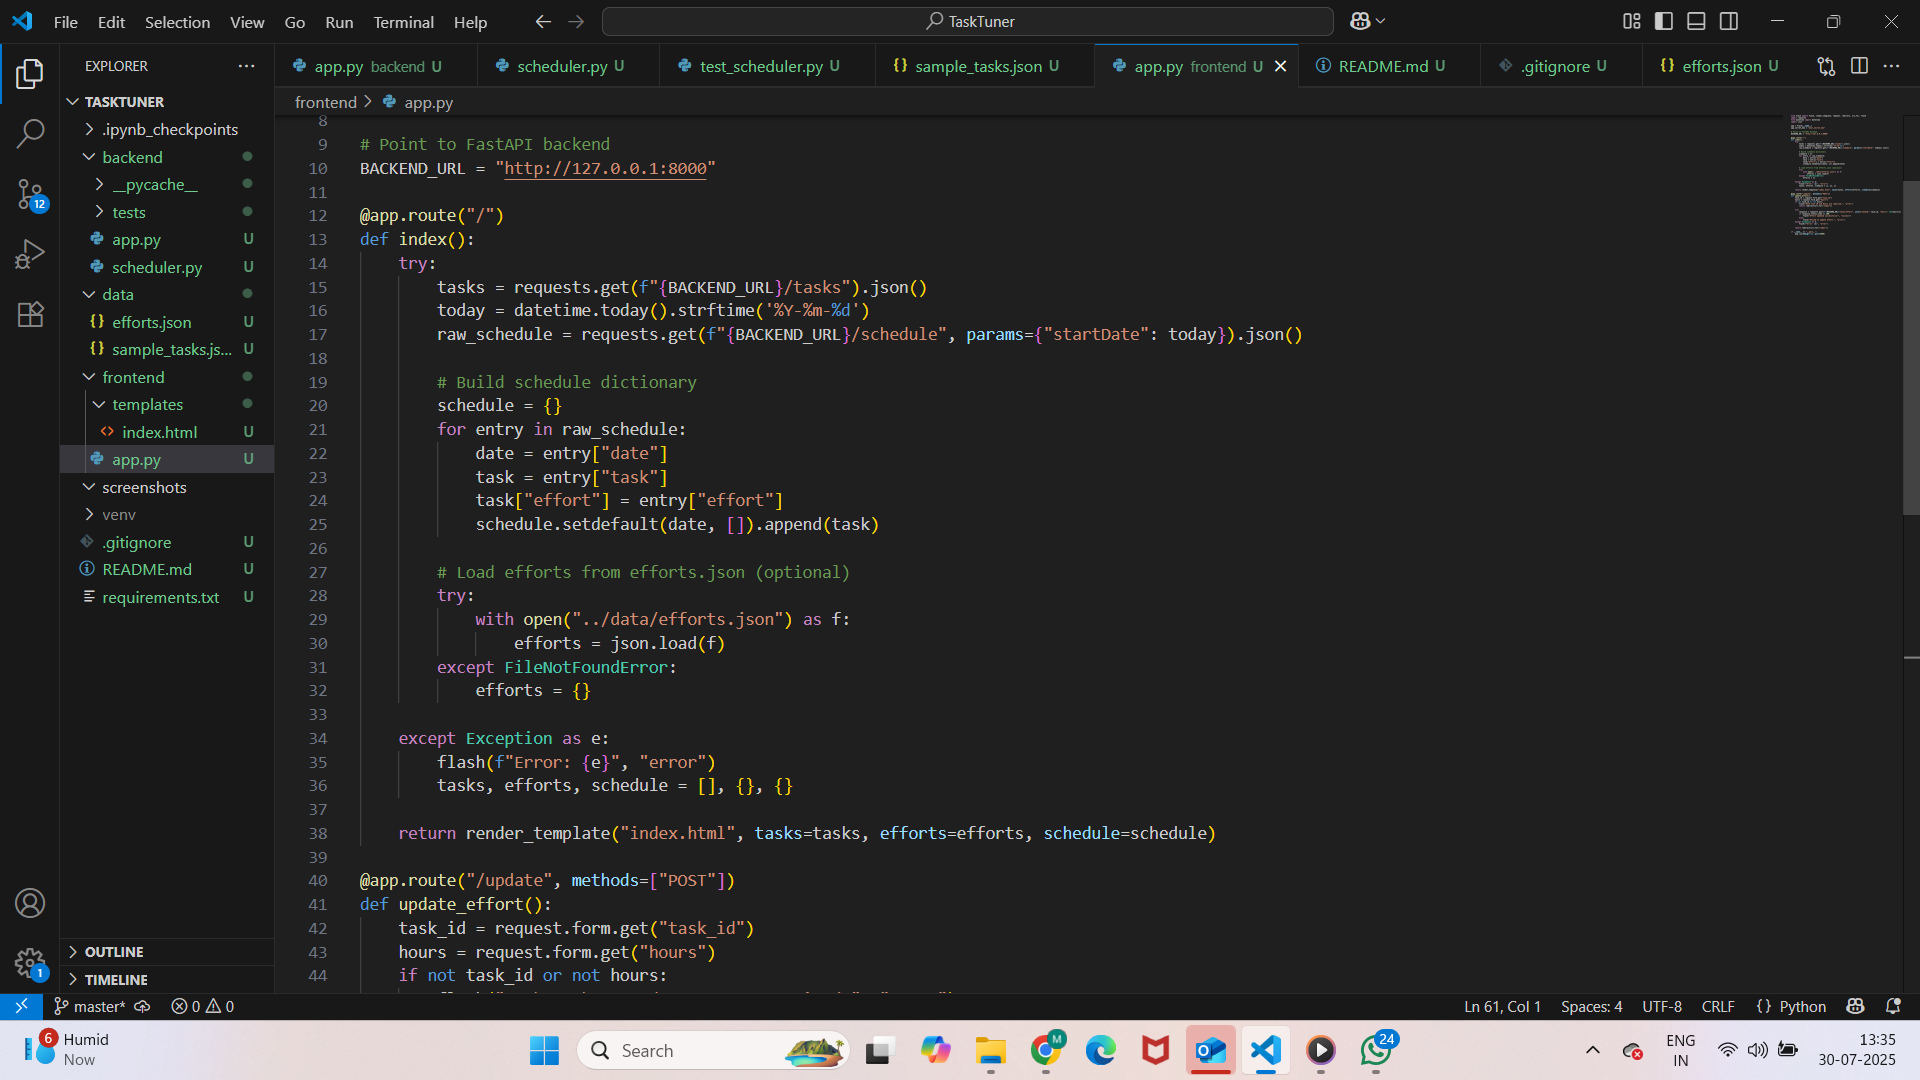 File Edit Selection View Go Run Terminal Help
TaskTuner
EXPLORER
TASKTUNER
.ipynb_checkpoints
backend
__pycache__
tests
app.py U
scheduler.py U
data
efforts.json U
sample_tasks.js... U
frontend
templates
index.html U
app.py U
screenshots
venv
.gitignore U
README.md U
requirements.txt U
OUTLINE
TIMELINE
12
1
app.py backend U
scheduler.py U
test_scheduler.py U
sample_tasks.json U
app.py frontend U
README.md U
.gitignore U
efforts.json U
frontend > app.py
8
9 # Point to FastAPI backend
10 BACKEND_URL = "http://127.0.0.1:8000"
11
12 @app.route("/")
13 def index():
14 try:
15 tasks = requests.get(f"{BACKEND_URL}/tasks").json()
16 today = datetime.today().strftime('%Y-%m-%d')
17 raw_schedule = requests.get(f"{BACKEND_URL}/schedule", params={"startDate": today}).json()
18
19 # Build schedule dictionary
20 schedule = {}
21 for entry in raw_schedule:
22 date = entry["date"]
23 task = entry["task"]
24 task["effort"] = entry["effort"]
25 schedule.setdefault(date, []).append(task)
26
27 # Load efforts from efforts.json (optional)
28 try:
29 with open("../data/efforts.json") as f:
30 efforts = json.load(f)
31 except FileNotFoundError:
32 efforts = {}
33
34 except Exception as e:
35 flash(f"Error: {e}", "error")
36 tasks, efforts, schedule = [], {}, {}
37
38 return render_template("index.html", tasks=tasks, efforts=efforts, schedule=schedule)
39
40 @app.route("/update", methods=["POST"])
41 def update_effort():
42 task_id = request.form.get("task_id")
43 hours = request.form.get("hours")
44 if not task_id or not hours:
master* 0 0
Ln 61, Col 1 Spaces: 4 UTF-8 CRLF {} Python
6
Humid
Now
Search
M
24
ENG
IN
13:35
30-07-2025